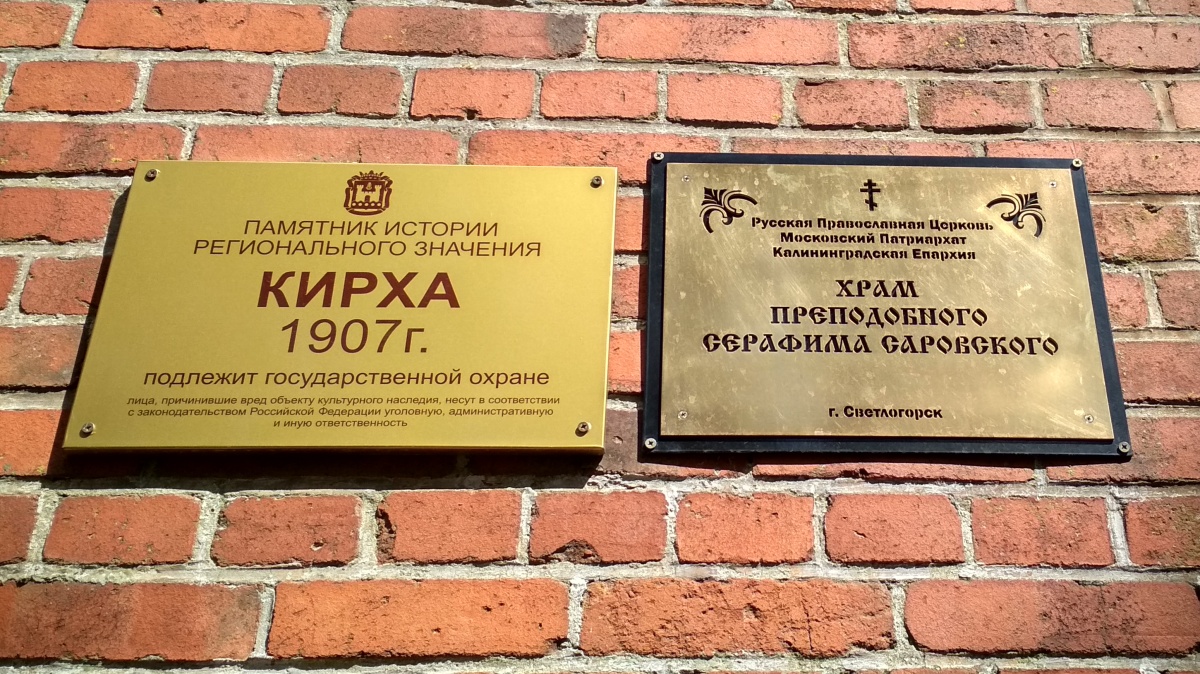 ПАМЯТНИК ИСТОРИИ
РЕГИОНАЛЬНОГО ЗНАЧЕНИЯ
КИРХА
1907г.
подлежит государственной охране
лица, причинившие вред объекту культурного наследия, несут в соответствии
с законодательством Российской Федерации уголовную, административную
и иную ответственность
Русская Православная Церковь
Московский Патриархат
Калининградская Епархия
ХРАМ
ПРЕПОДОБНОГО
СЕРАФИМА САРОВСКОГО
г. Светлогорск